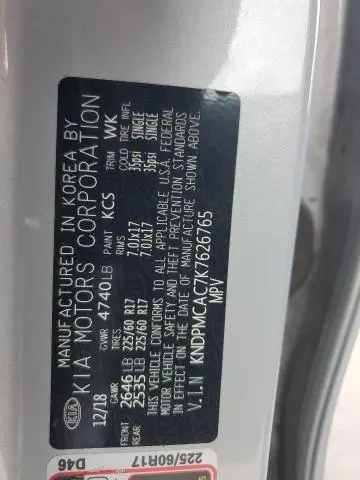 MANUFACTURED IN KOREA BY
KIA MOTORS CORPORATION
KIA
12/18 GVWR 4740LB PAINT KCS TRIM WK
GAWR TIRES RIMS COLD TIRE INFL
FRONT 2646LB 225/60 R17 7.0JX17 35psi SINGLE
REAR 2535LB 225/60 R17 7.0JX17 35psi SINGLE
THIS VEHICLE CONFORMS TO ALL APPLICABLE U.S.A. FEDERAL
MOTOR VEHICLE SAFETY AND THEFT PREVENTION STANDARDS
IN EFFECT ON THE DATE OF MANUFACTURE SHOWN ABOVE.
V.I.N KNDPMCAC7K7626765
MPV
225/60R17
D46